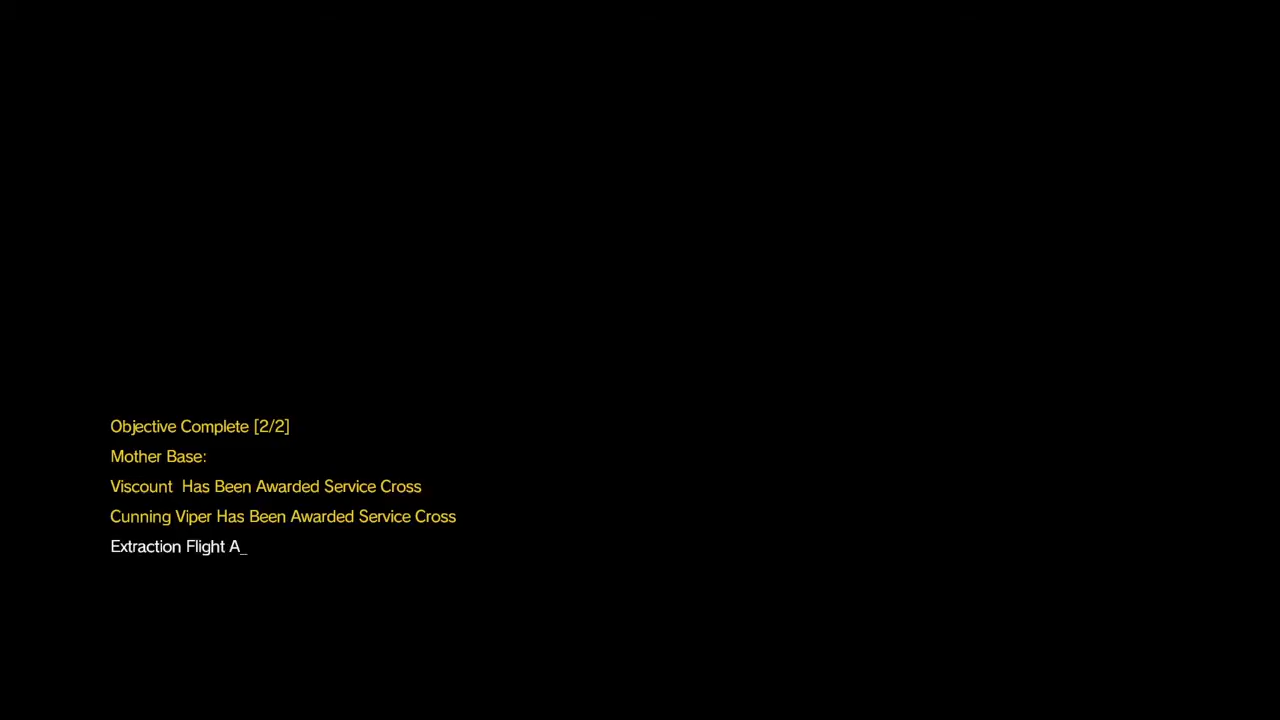 Objective Complete [2/2]
Mother Base:
Viscount  Has Been Awarded Service Cross
Cunning Viper Has Been Awarded Service Cross
Extraction Flight A_